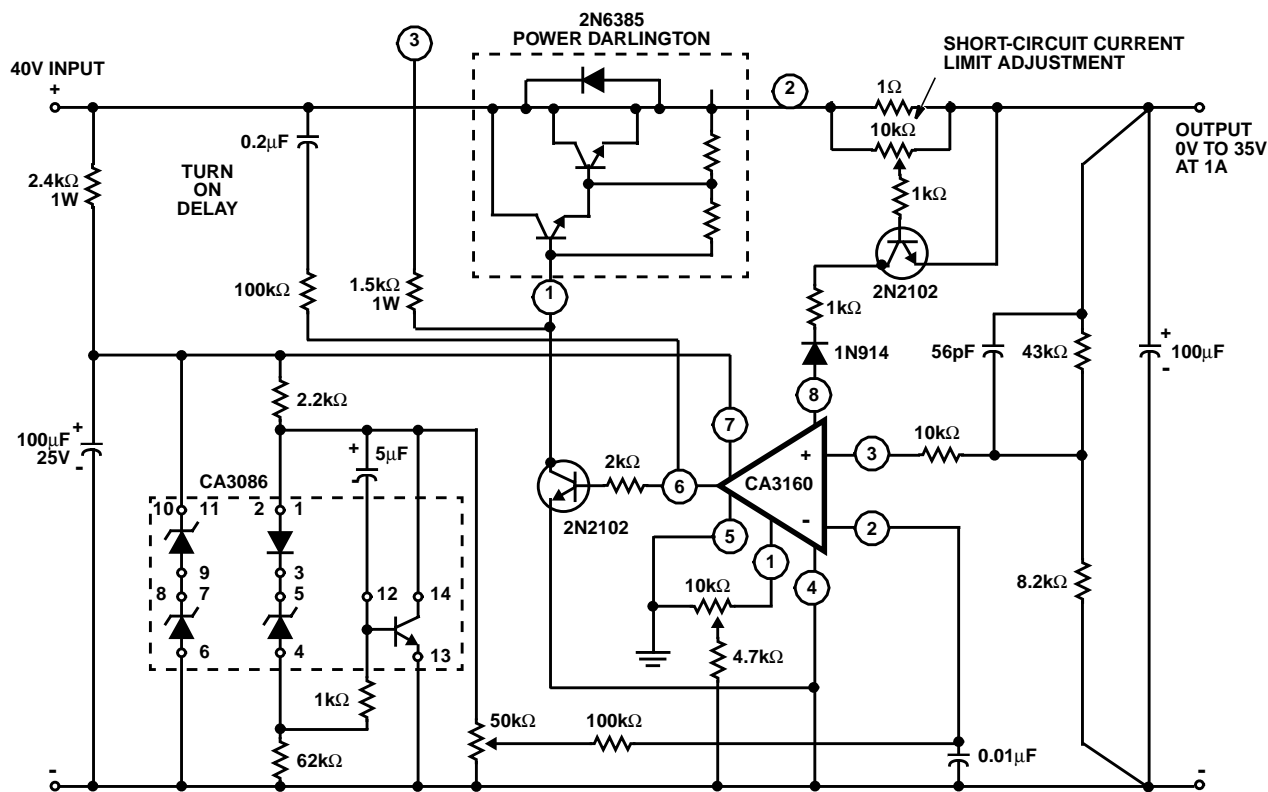 2N6385
POWER DARLINGTON
3
SHORT-CIRCUIT CURRENT
LIMIT ADJUSTMENT
40V INPUT
+
2
1Ω
10kΩ
+
OUTPUT
0V TO 35V
AT 1A
0.2μF
TURN
ON
DELAY
2.4kΩ
1W
1kΩ
2N2102
100kΩ
1.5kΩ
1W
1
1kΩ
1N914
56pF
43kΩ
+
100μF
-
2.2kΩ
8
7
100μF
25V
+
-
+
5μF
-
CA3086
2kΩ
6
+
CA3160
-
3
10kΩ
2N2102
5
1
4
2
10
11
2
1
9
3
8
7
5
12
14
6
4
13
10kΩ
8.2kΩ
4.7kΩ
1kΩ
50kΩ
100kΩ
62kΩ
0.01μF
-
-